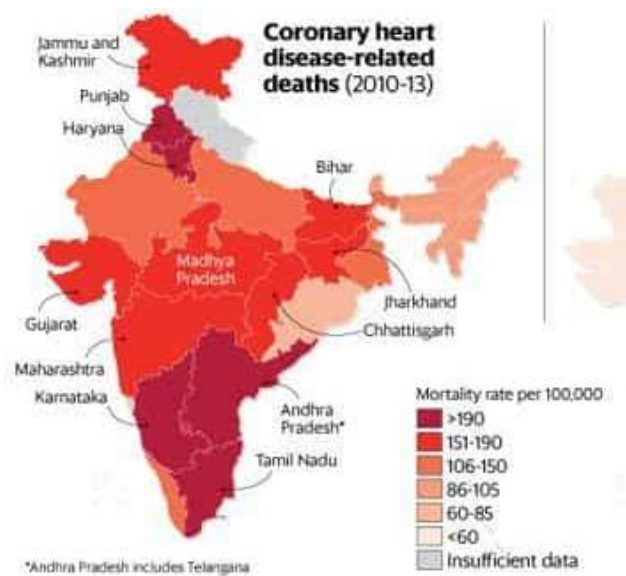 Coronary heart
disease-related
deaths (2010-13)
Jammu and
Kashmir
Punjab
Haryana
Bihar
Madhya
Pradesh
Gujarat
Jharkhand
Chhattisgarh
Maharashtra
Karnataka
Andhra
Pradesh*
Tamil Nadu
Mortality rate per 100,000
>190
151-190
106-150
86-105
60-85
<60
Insufficient data
*Andhra Pradesh includes Telangana